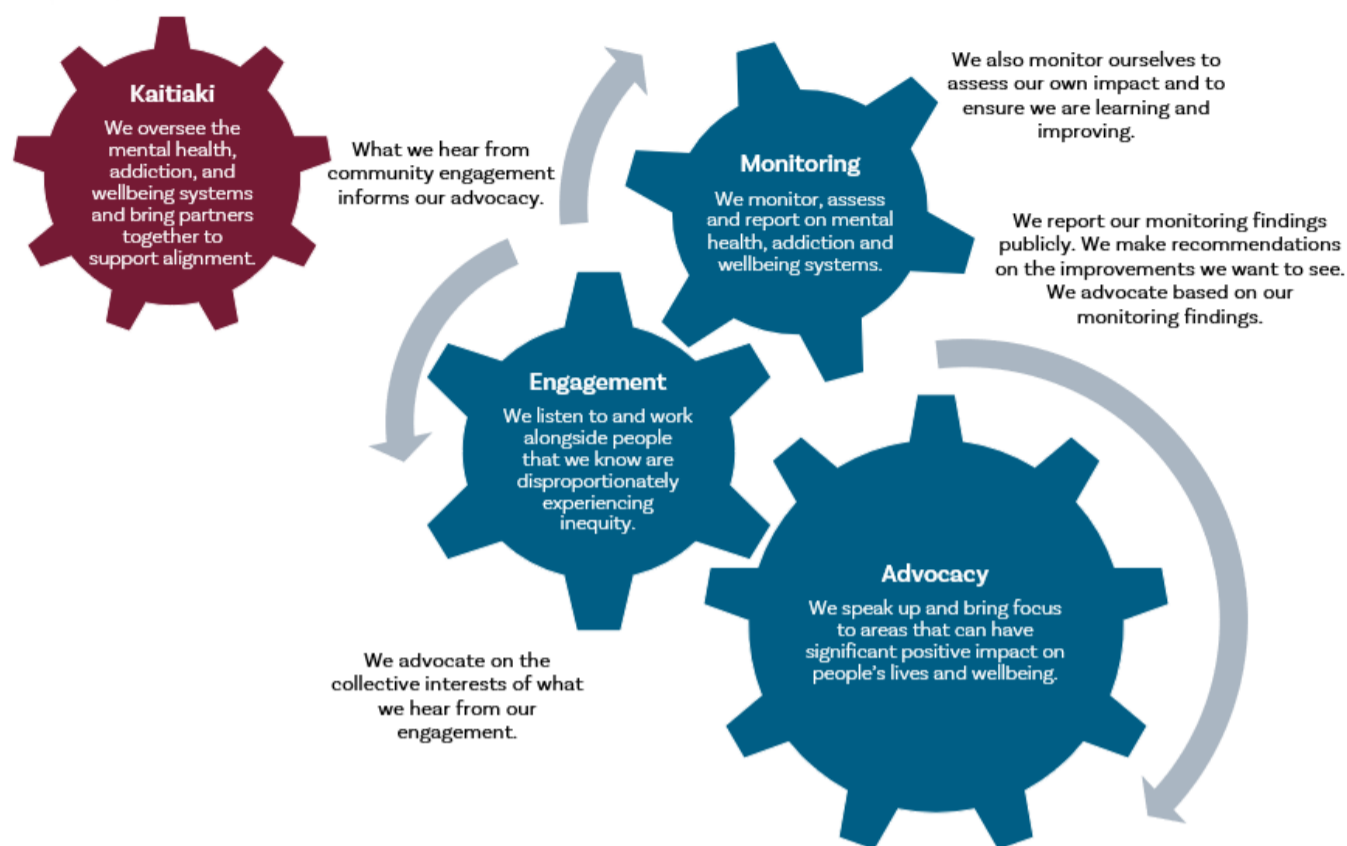 Kaitiaki
We oversee the
mental health,
addiction, and
wellbeing systems
and bring partners
together to
support alignment.
What we hear from
community engagement
informs our advocacy.
Monitoring
We monitor, assess
and report on mental
health, addiction and
wellbeing systems.
We also monitor ourselves to
assess our own impact and to
ensure we are learning and
improving.
We report our monitoring findings
publicly. We make recommendations
on the improvements we want to see.
We advocate based on our
monitoring findings.
Engagement
We listen to and work
alongside people
that we know are
disproportionately
experiencing
inequity.
Advocacy
We speak up and bring focus
to areas that can have
significant positive impact on
people’s lives and wellbeing.
We advocate on the
collective interests of what
we hear from our
engagement.